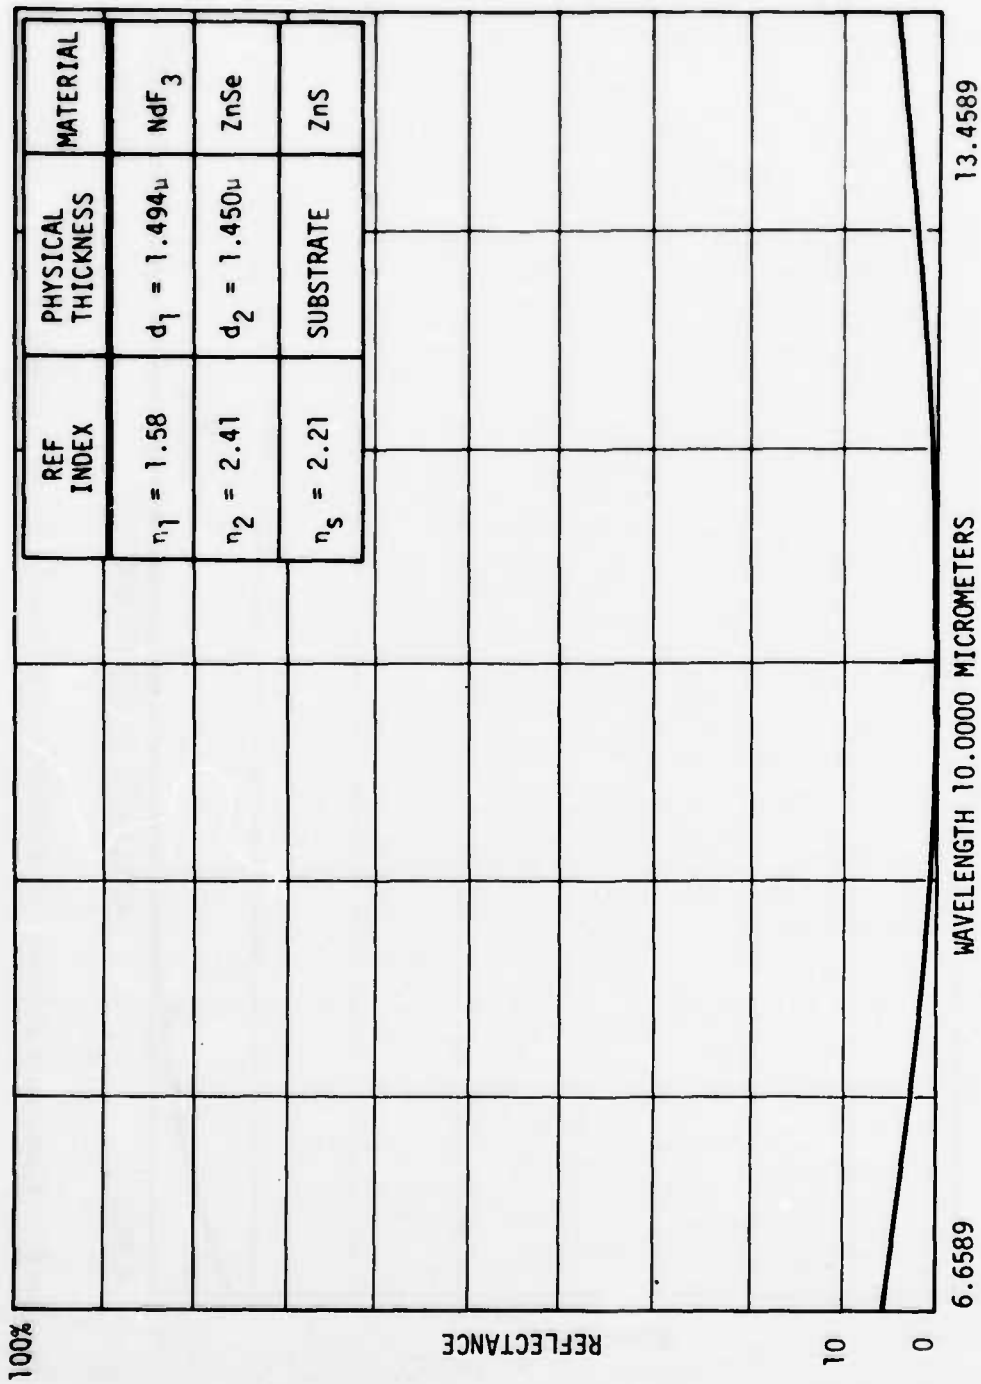 100%
REFLECTANCE
10
0
REF INDEX PHYSICAL THICKNESS MATERIAL
n1 = 1.58 d1 = 1.494μ NdF3
n2 = 2.41 d2 = 1.450μ ZnSe
ns = 2.21 SUBSTRATE ZnS
6.6589 WAVELENGTH 10.0000 MICROMETERS 13.4589